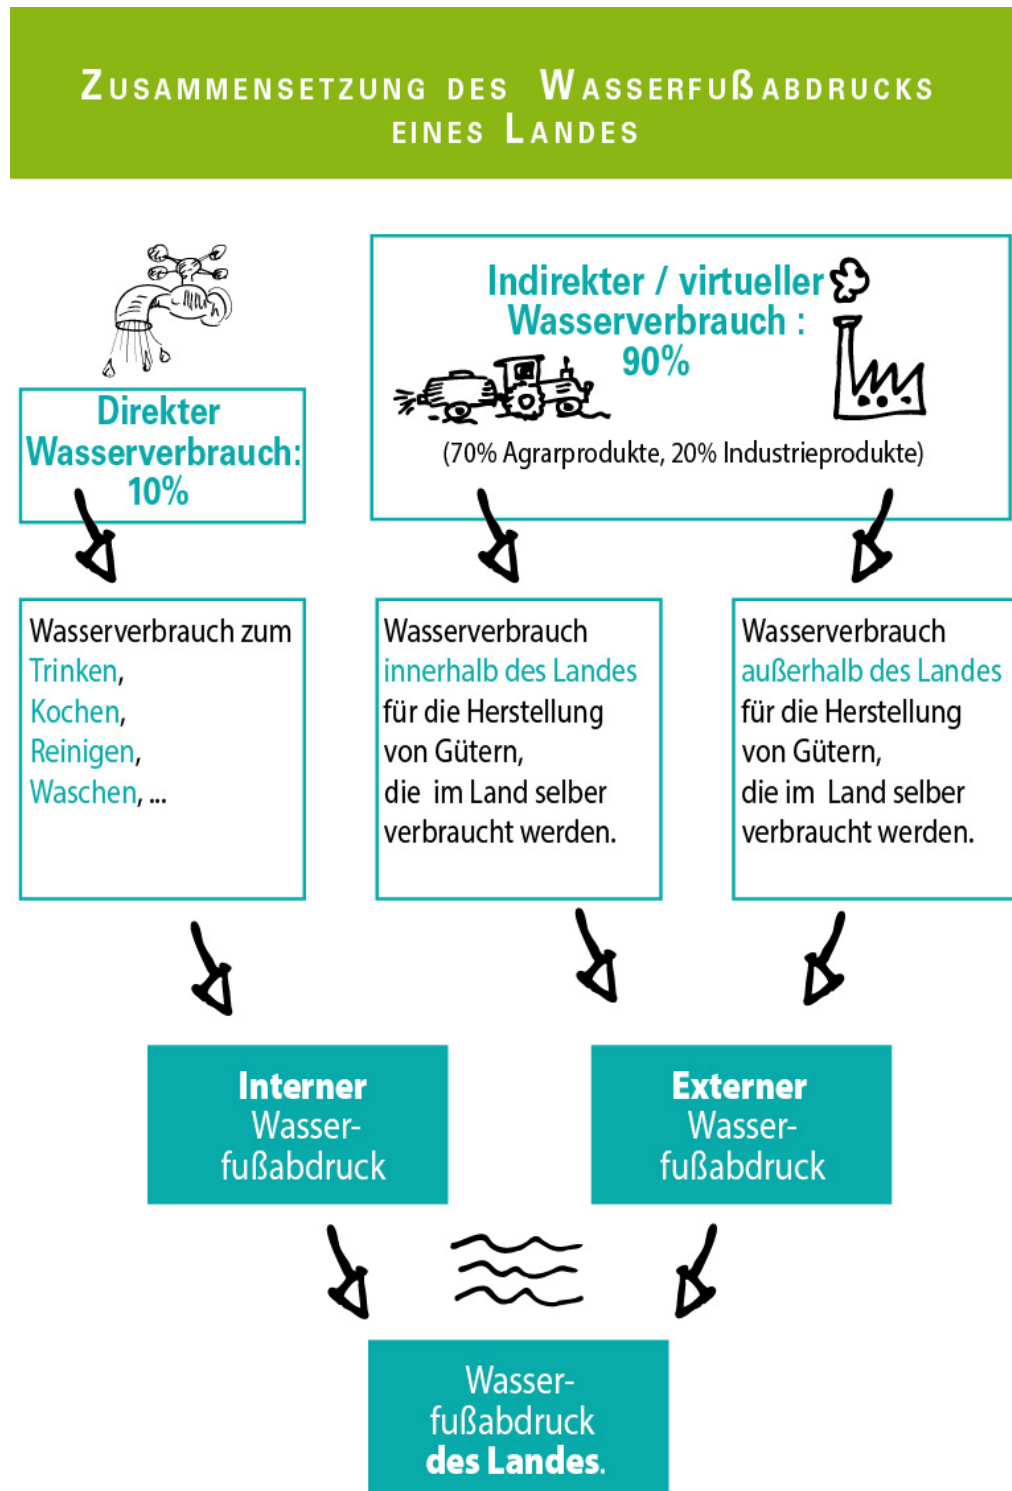 Zusammensetzung des Wasserfußabdrucks
eines Landes
Direkter
Wasserverbrauch:
10%
Indirekter / virtueller
Wasserverbrauch :
90%
(70% Agrarprodukte, 20% Industrieprodukte)
Wasserverbrauch zum
Trinken,
Kochen,
Reinigen,
Waschen, ...
Wasserverbrauch
innerhalb des Landes
für die Herstellung
von Gütern,
die im Land selber
verbraucht werden.
Wasserverbrauch
außerhalb des Landes
für die Herstellung
von Gütern,
die im Land selber
verbraucht werden.
Interner
Wasser-
fußabdruck
Externer
Wasser-
fußabdruck
Wasser-
fußabdruck
des Landes.